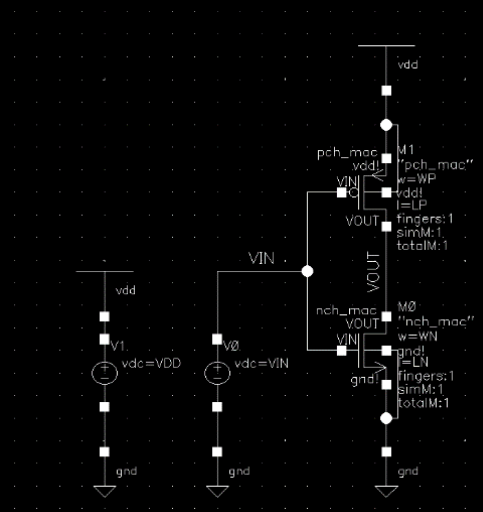 vdd
pch_mac
M1
vdd!
"pch_mac"
VIN
w=WP
vdd!
l=LP
VOUT
fingers:1
simM:1
totalM:1
VIN
VOUT
vdd
nch_mac
M0
VOUT
"nch_mac"
VIN
w=WN
gnd!
l=LN
gnd!
fingers:1
simM:1
totalM:1
V1
vdc=VDD
V0
vdc=VIN
gnd
gnd
gnd